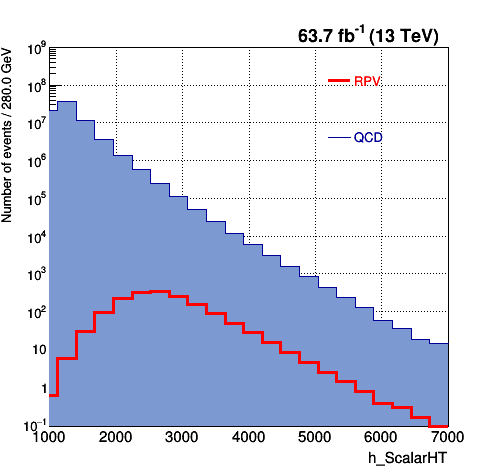 63.7 fb⁻¹ (13 TeV)
Number of events / 280.0 GeV
10⁹
10⁸
10⁷
10⁶
10⁵
10⁴
10³
10²
10
1
10⁻¹
RPV
QCD
1000 2000 3000 4000 5000 6000 7000
h_ScalarHT